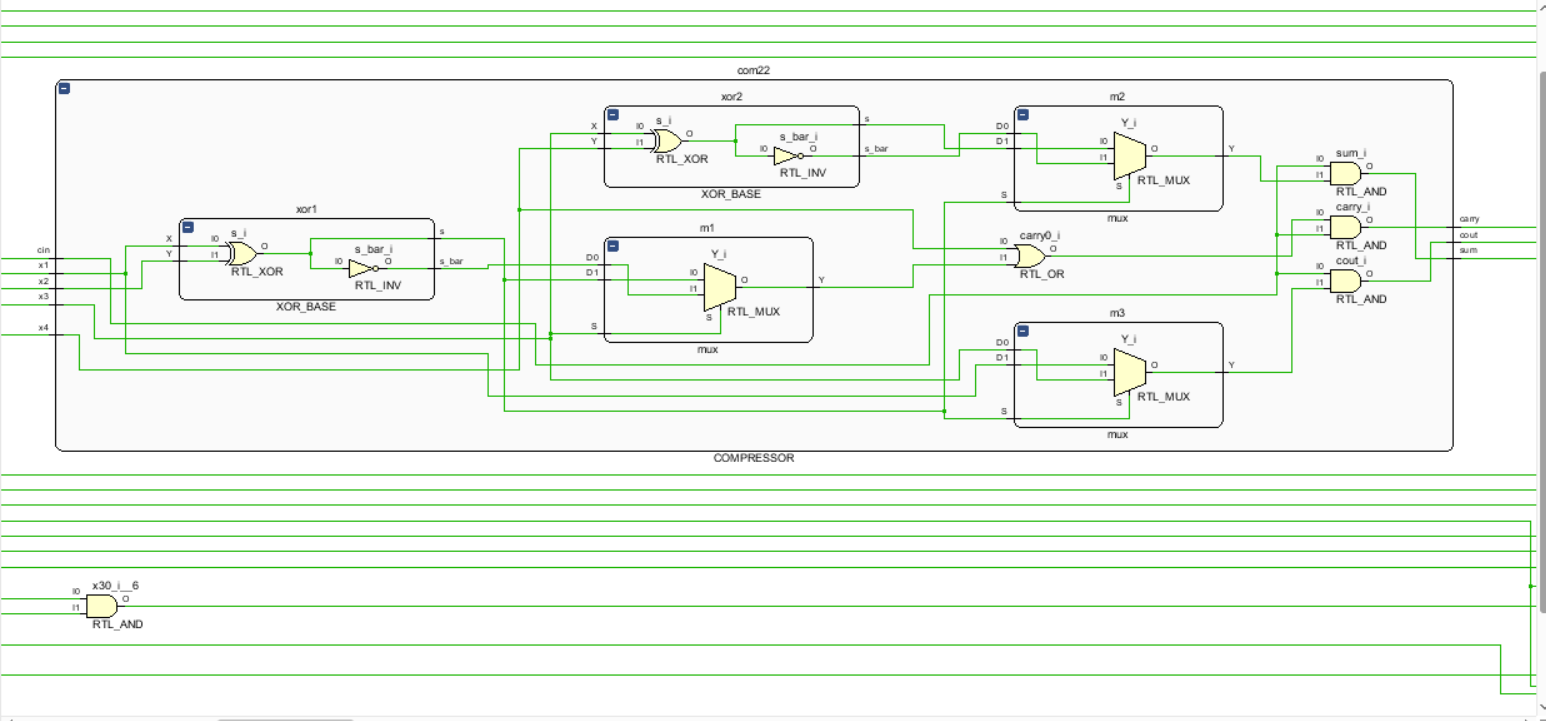 com22
xor2
m2
X
Y
I0
I1
s_i
O
RTL_XOR
s_bar_i
I0
O
RTL_INV
s
s_bar
XOR_BASE
D0
D1
S
Y_i
I0
I1
S
O
RTL_MUX
Y
mux
sum_i
I0
I1
O
RTL_AND
carry_i
I0
I1
O
RTL_AND
cout_i
I0
I1
O
RTL_AND
carry
cout
sum
xor1
X
Y
I0
I1
s_i
O
RTL_XOR
s_bar_i
I0
O
RTL_INV
s
s_bar
XOR_BASE
cin
x1
x2
x3
x4
m1
D0
D1
S
Y_i
I0
I1
S
O
RTL_MUX
Y
mux
carry0_i
I0
I1
O
RTL_OR
m3
D0
D1
S
Y_i
I0
I1
S
O
RTL_MUX
Y
mux
COMPRESSOR
x30_i__6
I0
I1
O
RTL_AND